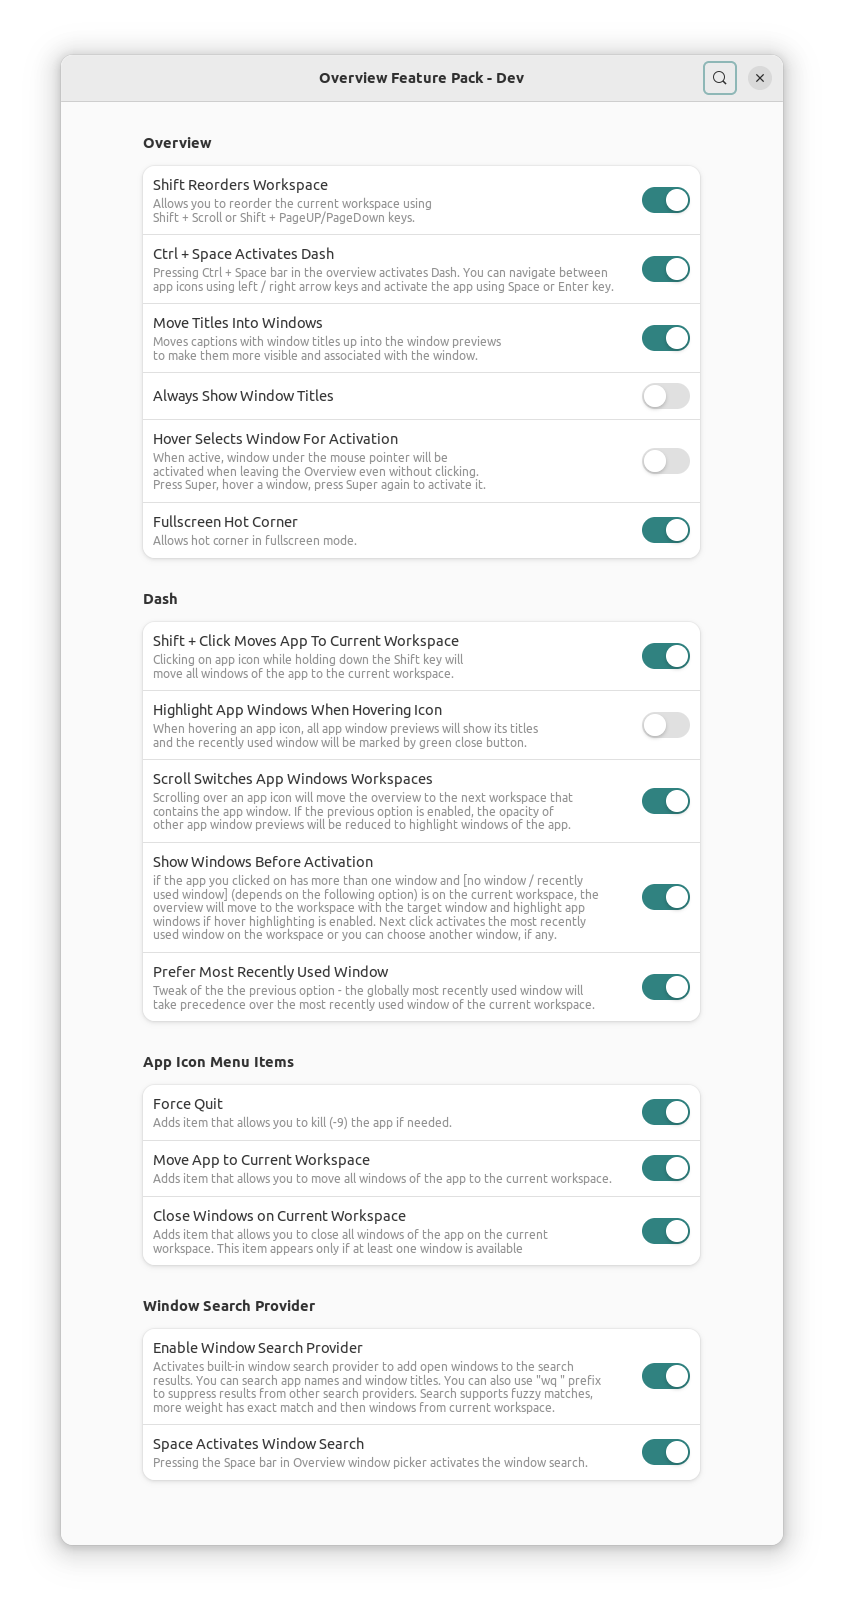 Overview Feature Pack - Dev
Overview
Shift Reorders Workspace
Allows you to reorder the current workspace using
Shift + Scroll or Shift + PageUP/PageDown keys.
Ctrl + Space Activates Dash
Pressing Ctrl + Space bar in the overview activates Dash. You can navigate between
app icons using left / right arrow keys and activate the app using Space or Enter key.
Move Titles Into Windows
Moves captions with window titles up into the window previews
to make them more visible and associated with the window.
Always Show Window Titles
Hover Selects Window For Activation
When active, window under the mouse pointer will be
activated when leaving the Overview even without clicking.
Press Super, hover a window, press Super again to activate it.
Fullscreen Hot Corner
Allows hot corner in fullscreen mode.
Dash
Shift + Click Moves App To Current Workspace
Clicking on app icon while holding down the Shift key will
move all windows of the app to the current workspace.
Highlight App Windows When Hovering Icon
When hovering an app icon, all app window previews will show its titles
and the recently used window will be marked by green close button.
Scroll Switches App Windows Workspaces
Scrolling over an app icon will move the overview to the next workspace that
contains the app window. If the previous option is enabled, the opacity of
other app window previews will be reduced to highlight windows of the app.
Show Windows Before Activation
if the app you clicked on has more than one window and [no window / recently
used window] (depends on the following option) is on the current workspace, the
overview will move to the workspace with the target window and highlight app
windows if hover highlighting is enabled. Next click activates the most recently
used window on the workspace or you can choose another window, if any.
Prefer Most Recently Used Window
Tweak of the the previous option - the globally most recently used window will
take precedence over the most recently used window of the current workspace.
App Icon Menu Items
Force Quit
Adds item that allows you to kill (-9) the app if needed.
Move App to Current Workspace
Adds item that allows you to move all windows of the app to the current workspace.
Close Windows on Current Workspace
Adds item that allows you to close all windows of the app on the current
workspace. This item appears only if at least one window is available
Window Search Provider
Enable Window Search Provider
Activates built-in window search provider to add open windows to the search
results. You can search app names and window titles. You can also use "wq " prefix
to suppress results from other search providers. Search supports fuzzy matches,
more weight has exact match and then windows from current workspace.
Space Activates Window Search
Pressing the Space bar in Overview window picker activates the window search.